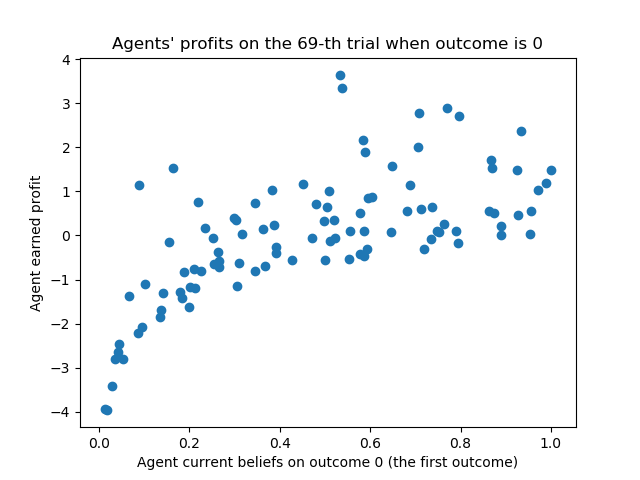 Agents' profits on the 69-th trial when outcome is 0
Agent earned profit
4
3
2
1
0
−1
−2
−3
−4
0.0 0.2 0.4 0.6 0.8 1.0
Agent current beliefs on outcome 0 (the first outcome)